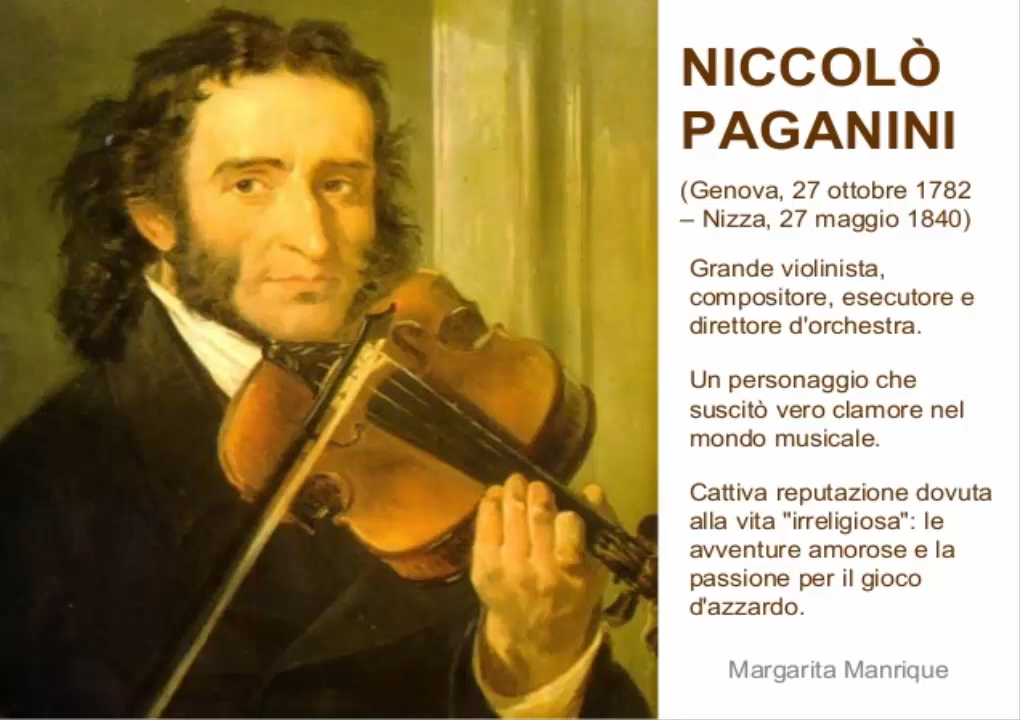 NICCOLÒ
PAGANINI
(Genova, 27 ottobre 1782
– Nizza, 27 maggio 1840)
Grande violinista,
compositore, esecutore e
direttore d'orchestra.
Un personaggio che
suscitò vero clamore nel
mondo musicale.
Cattiva reputazione dovuta
alla vita "irreligiosa": le
avventure amorose e la
passione per il gioco
d'azzardo.
Margarita Manrique